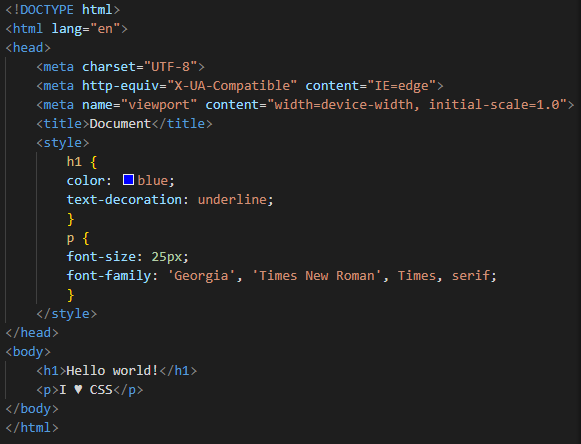 <!DOCTYPE html>
<html lang="en">
<head>
    <meta charset="UTF-8">
    <meta http-equiv="X-UA-Compatible" content="IE=edge">
    <meta name="viewport" content="width=device-width, initial-scale=1.0">
    <title>Document</title>
    <style>
        h1 {
        color: blue;
        text-decoration: underline;
        }
        p {
        font-size: 25px;
        font-family: 'Georgia', 'Times New Roman', Times, serif;
        }
    </style>
</head>
<body>
    <h1>Hello world!</h1>
    <p>I ♥ CSS</p>
</body>
</html>